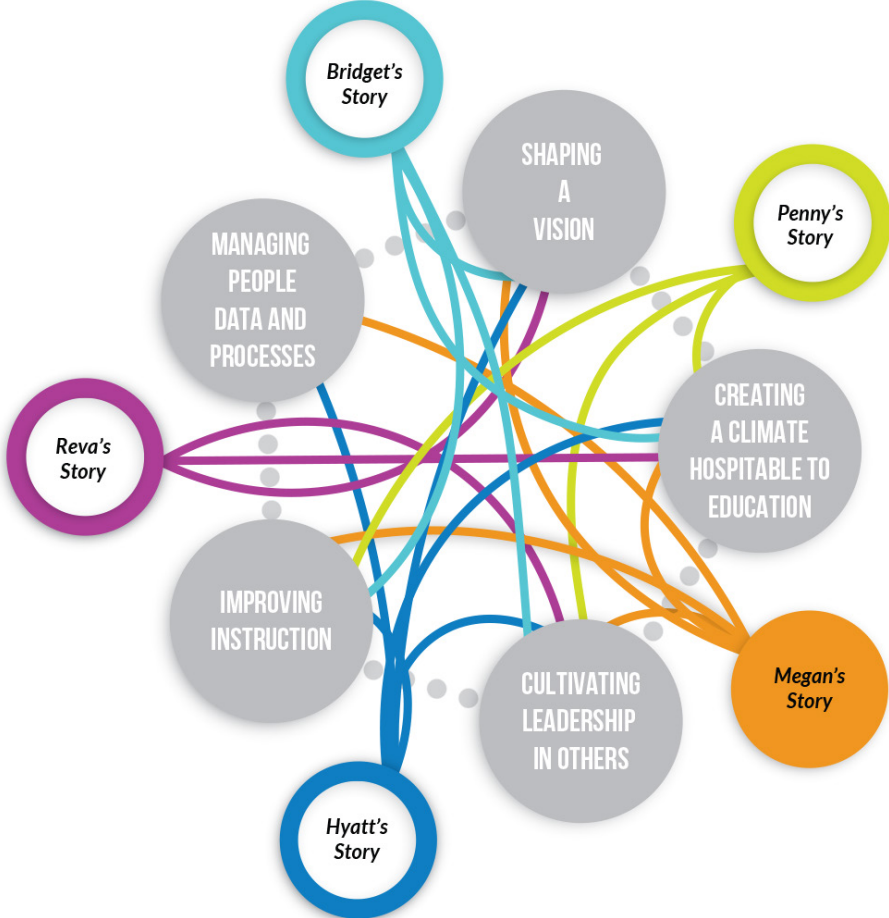 Bridget's
Story
SHAPING
A
VISION
Penny's
Story
MANAGING
PEOPLE
DATA AND
PROCESSES
CREATING
A CLIMATE
HOSPITABLE TO
EDUCATION
Reva's
Story
IMPROVING
INSTRUCTION
CULTIVATING
LEADERSHIP
IN OTHERS
Megan's
Story
Hyatt's
Story